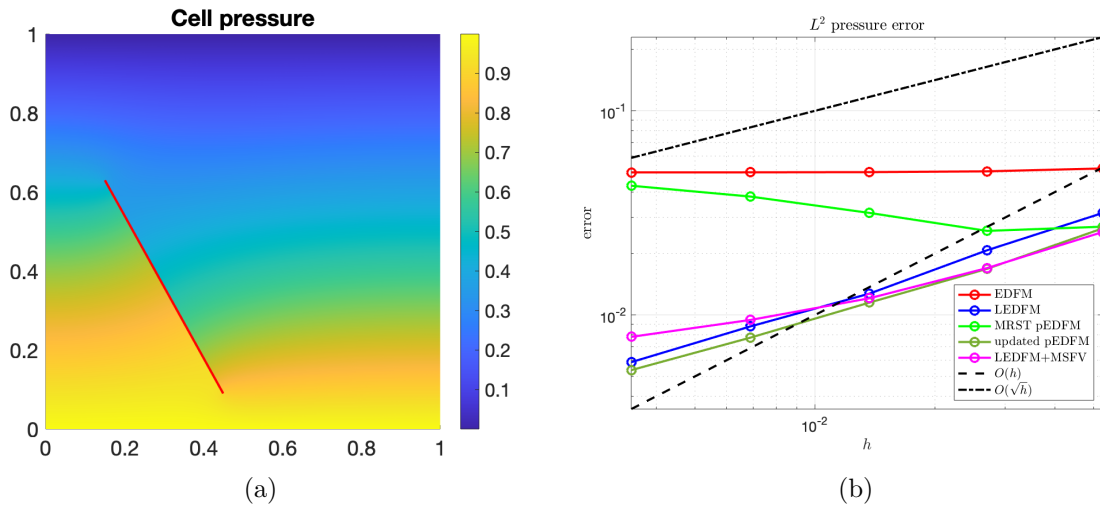 Cell pressure
1
0.8
0.6
0.4
0.2
0
0 0.2 0.4 0.6 0.8 1
0.9
0.8
0.7
0.6
0.5
0.4
0.3
0.2
0.1
(a)
L² pressure error
10⁻¹
10⁻²
error
10⁻²
h
EDFM
LEDFM
MRST pEDFM
updated pEDFM
LEDFM+MSFV
O(h)
O(√h)
(b)